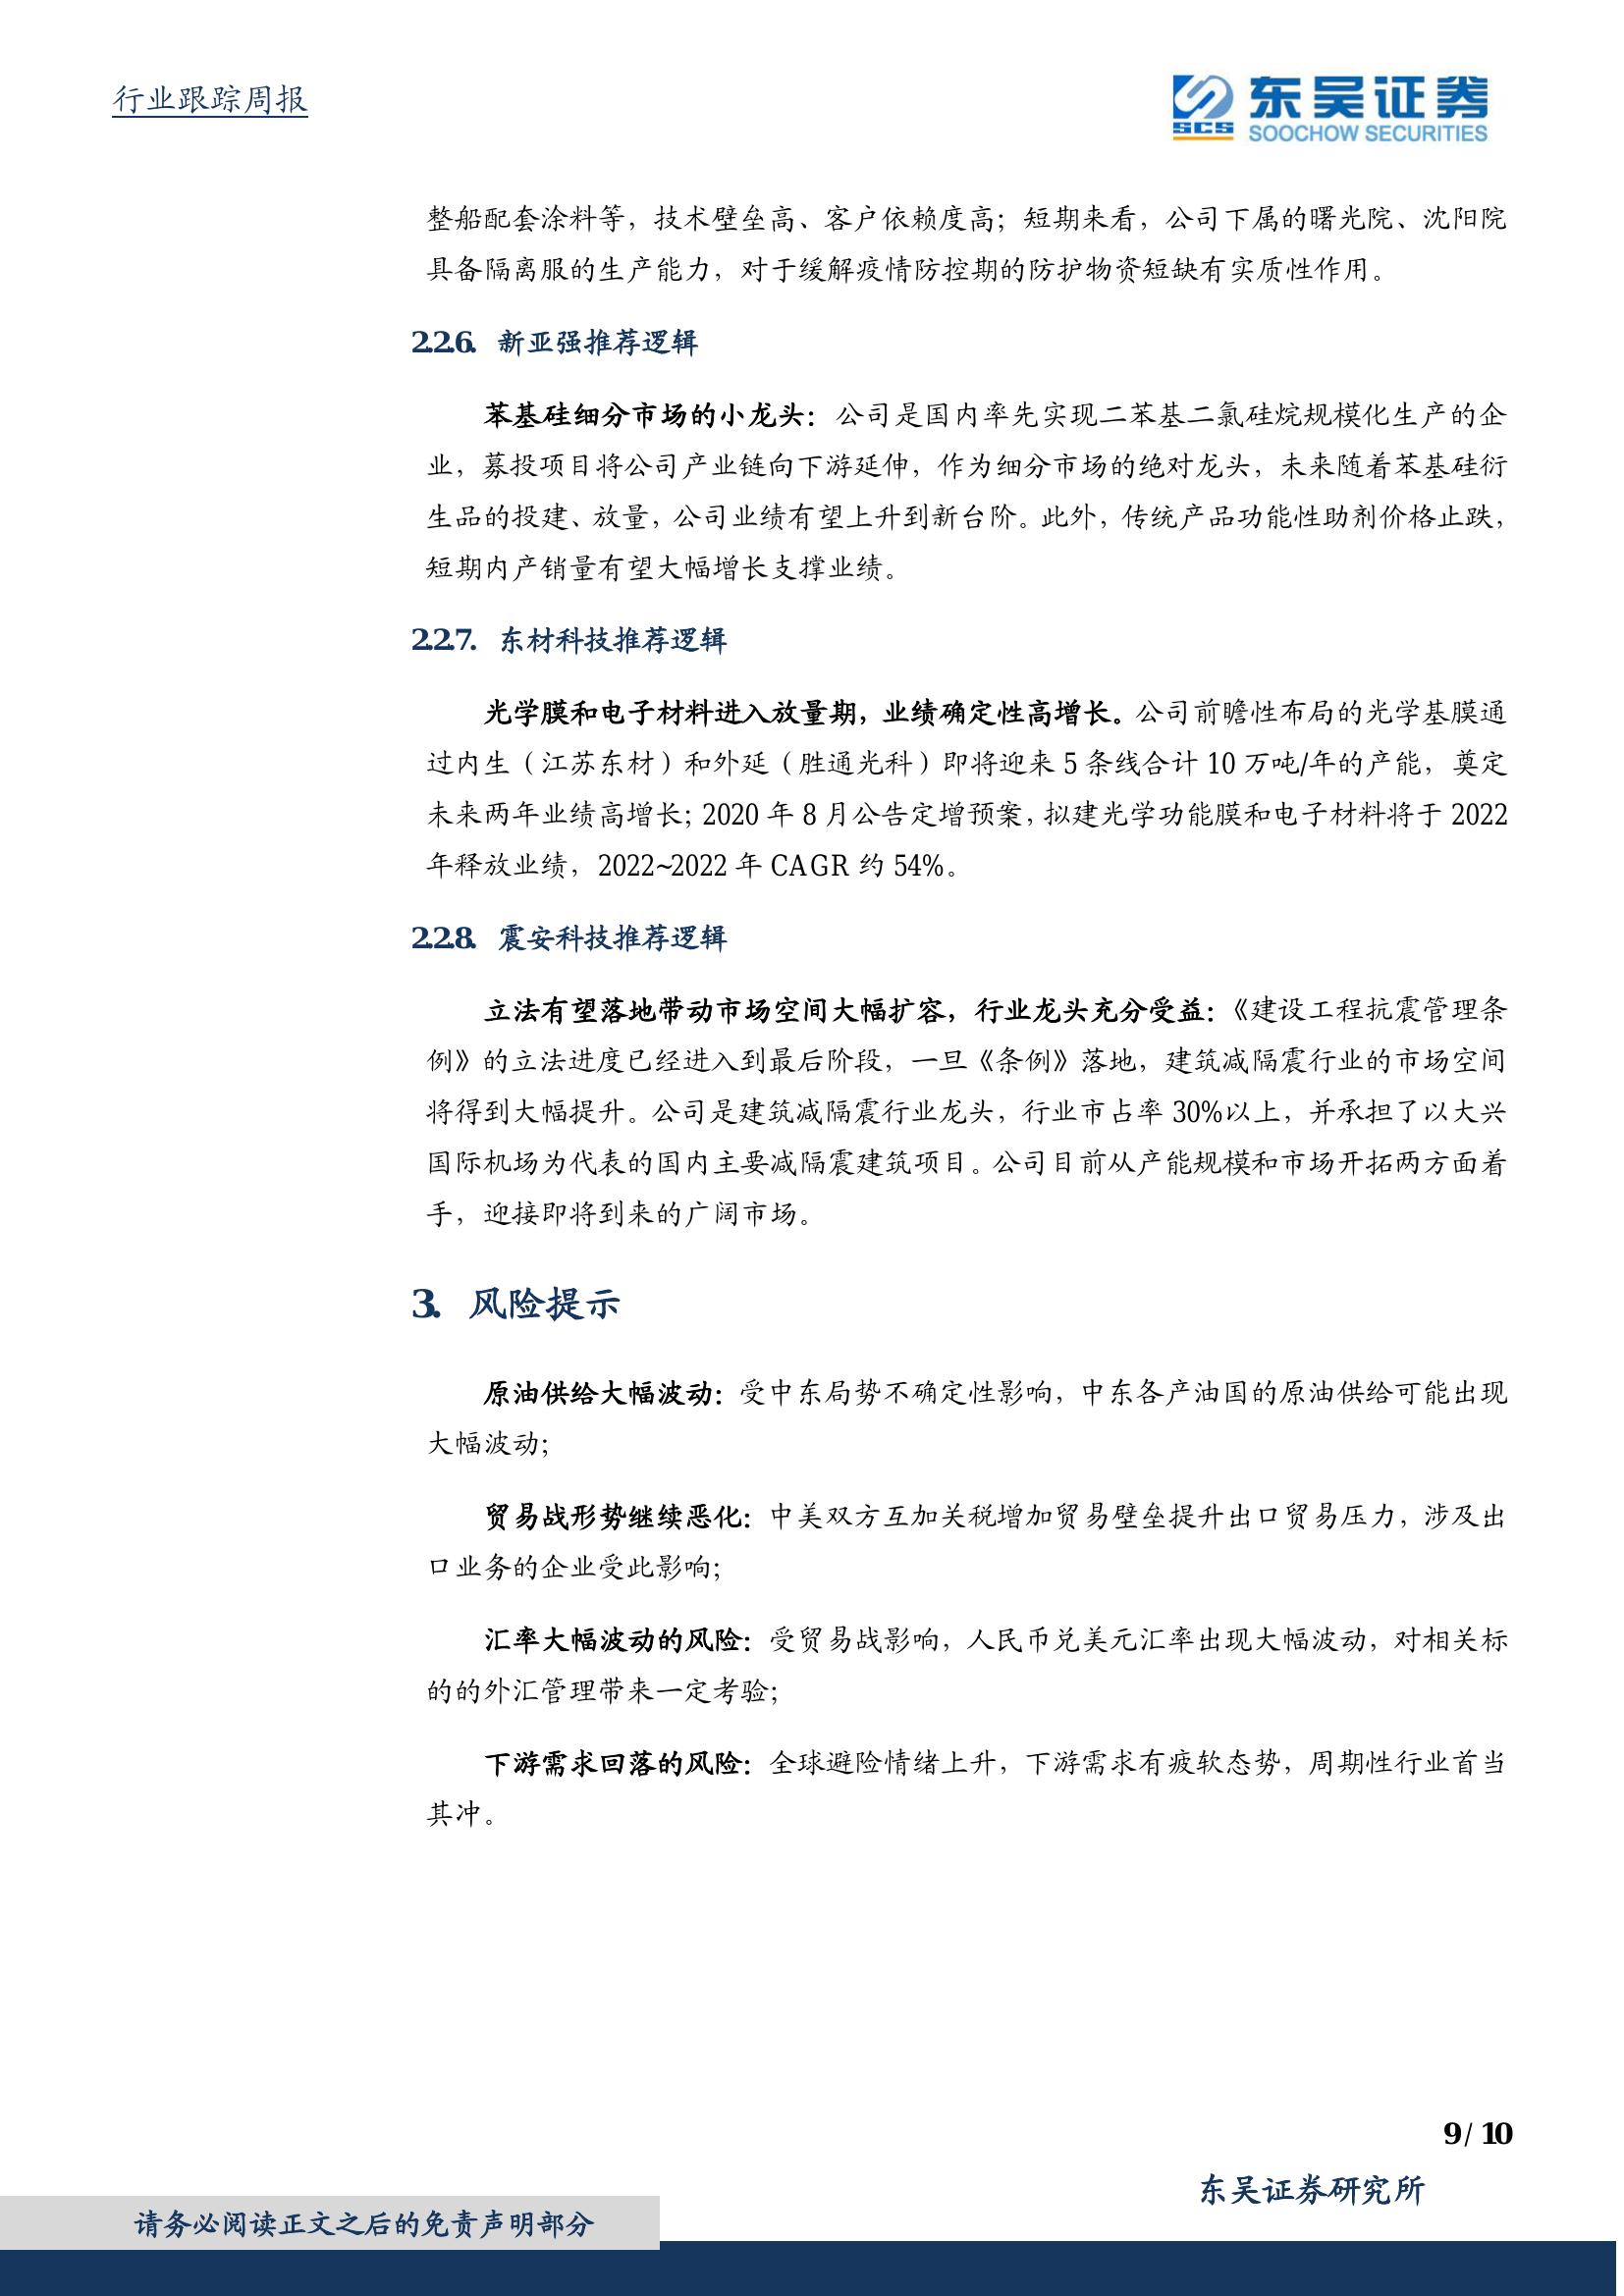 行业跟踪周报
东吴证券
SCS
SOOCHOW SECURITIES
整船配套涂料等，技术壁垒高、客户依赖度高；短期来看，公司下属的曙光院、沈阳院
具备隔离服的生产能力，对于缓解疫情防控期的防护物资短缺有实质性作用。
2.2.6. 新亚强推荐逻辑
苯基硅细分市场的小龙头：公司是国内率先实现二苯基二氯硅烷规模化生产的企
业，募投项目将公司产业链向下游延伸，作为细分市场的绝对龙头，未来随着苯基硅衍
生品的投建、放量，公司业绩有望上升到新台阶。此外，传统产品功能性助剂价格止跌，
短期内产销量有望大幅增长支撑业绩。
2.2.7. 东材科技推荐逻辑
光学膜和电子材料进入放量期，业绩确定性高增长。公司前瞻性布局的光学基膜通
过内生（江苏东材）和外延（胜通光科）即将迎来 5 条线合计 10 万吨/年的产能，奠定
未来两年业绩高增长；2020 年 8 月公告定增预案，拟建光学功能膜和电子材料将于 2022
年释放业绩，2022~2022 年 CAGR 约 54%。
2.2.8. 震安科技推荐逻辑
立法有望落地带动市场空间大幅扩容，行业龙头充分受益：《建设工程抗震管理条
例》的立法进度已经进入到最后阶段，一旦《条例》落地，建筑减隔震行业的市场空间
将得到大幅提升。公司是建筑减隔震行业龙头，行业市占率 30%以上，并承担了以大兴
国际机场为代表的国内主要减隔震建筑项目。公司目前从产能规模和市场开拓两方面着
手，迎接即将到来的广阔市场。
3. 风险提示
原油供给大幅波动：受中东局势不确定性影响，中东各产油国的原油供给可能出现
大幅波动；
贸易战形势继续恶化：中美双方互加关税增加贸易壁垒提升出口贸易压力，涉及出
口业务的企业受此影响；
汇率大幅波动的风险：受贸易战影响，人民币兑美元汇率出现大幅波动，对相关标
的的外汇管理带来一定考验；
下游需求回落的风险：全球避险情绪上升，下游需求有疲软态势，周期性行业首当
其冲。
9 / 10
东吴证券研究所
请务必阅读正文之后的免责声明部分